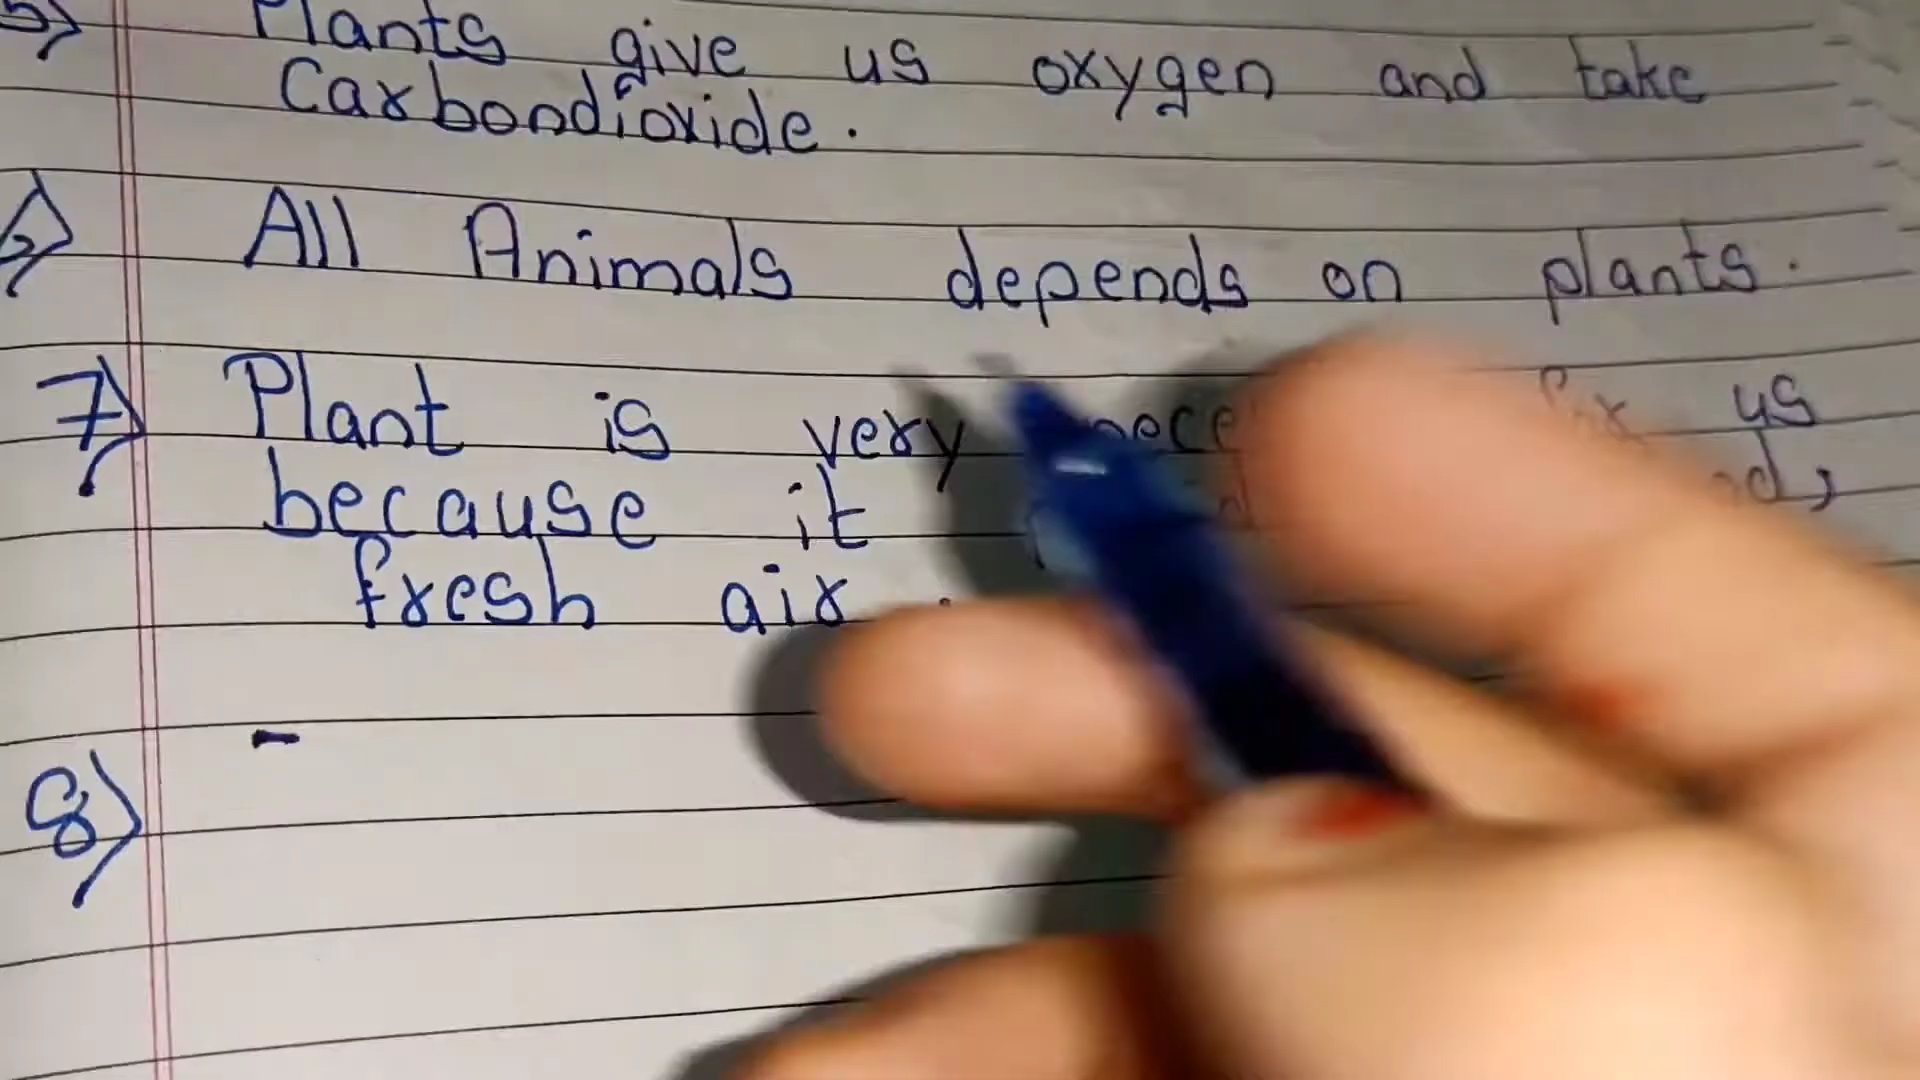 5) Plants give us oxygen and take
Carbondioxide.
All Animals depends on plants.
7) Plant is very us
because it
fresh air.
8)